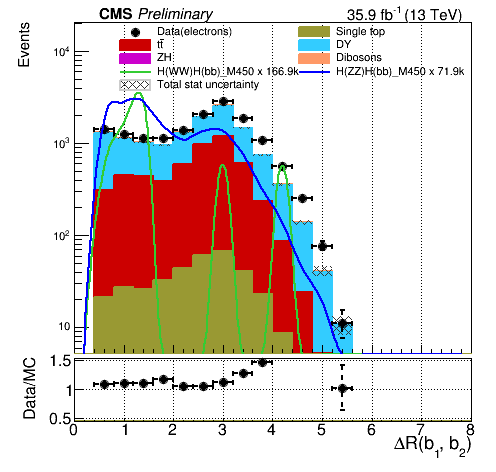 CMS Preliminary 35.9 fb⁻¹ (13 TeV)
Events
Data(electrons)
Single top
tt̄
DY
ZH
Dibosons
H(WW)H(bb)_M450 x 166.9k
H(ZZ)H(bb)_M450 x 71.9k
Total stat uncertainty
10⁴
10³
10²
10
Data/MC
1.5
1
0.5
0 1 2 3 4 5 6 7 8
ΔR(b₁, b₂)